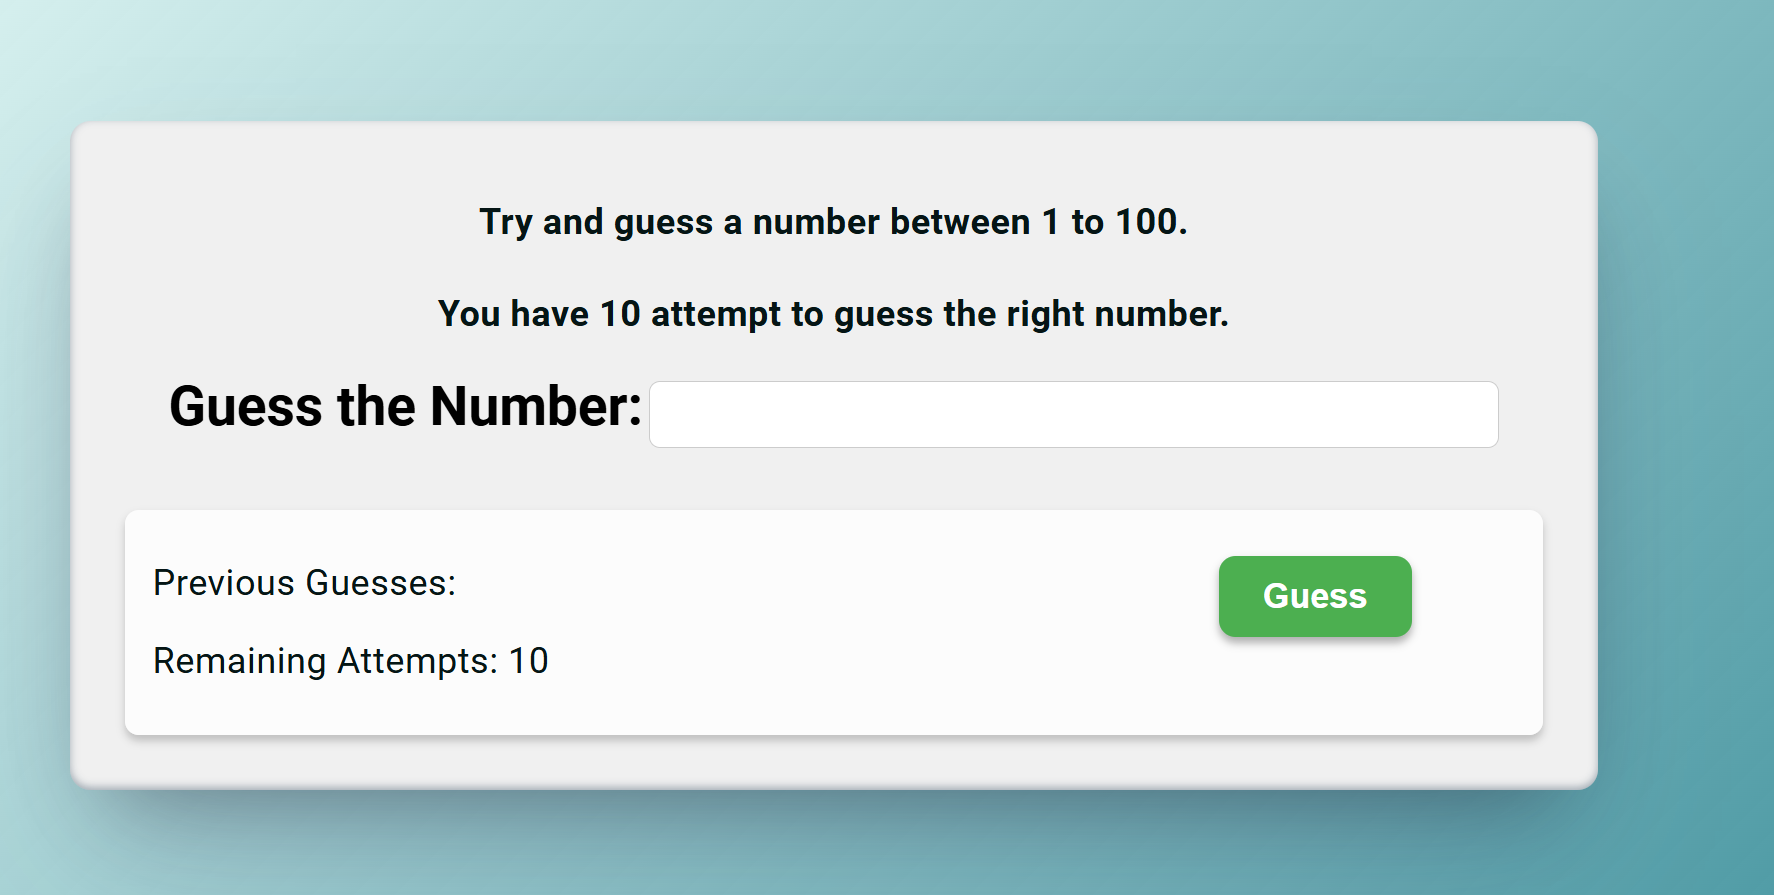 Try and guess a number between 1 to 100.
You have 10 attempt to guess the right number.
Guess the Number:
Previous Guesses:
Guess
Remaining Attempts: 10